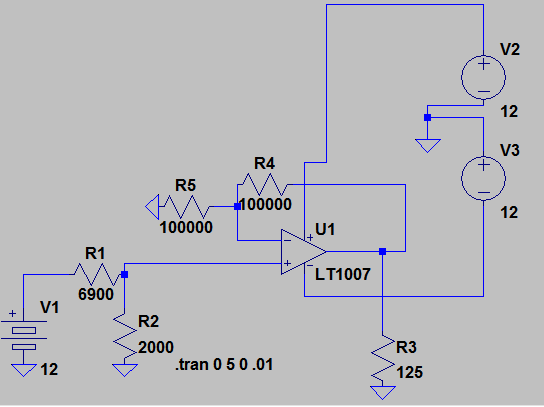 V2
+
−
12
V3
+
−
12
R4
100000
R5
100000
U1
−
+
+
−
LT1007
R1
6900
+
V1
12
R2
2000
.tran 0 5 0 .01
R3
125